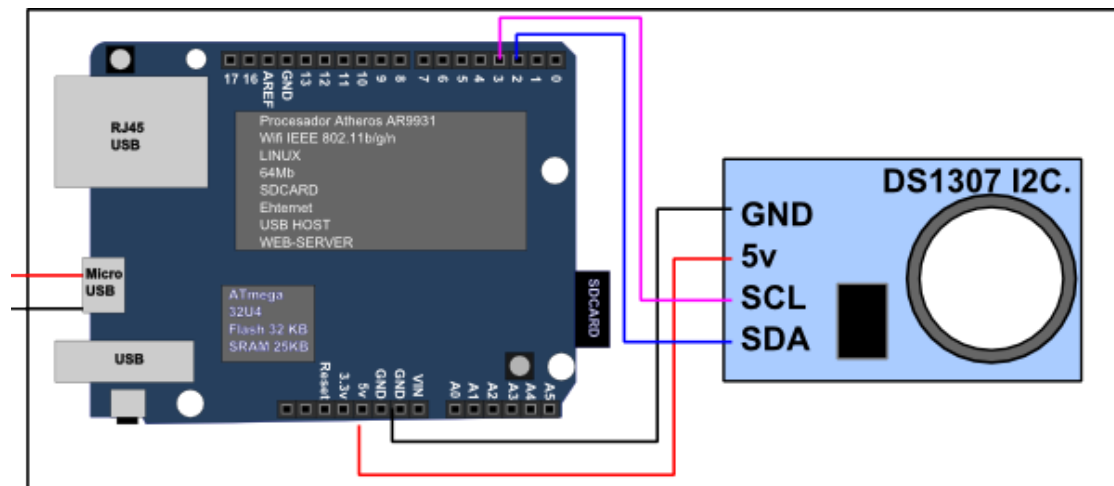 17 16 AREF GND 13 12 11 10 9 8 7 6 5 4 3 2 1 0
RJ45
USB
Procesador Atheros AR9931
Wifi IEEE 802.11b/g/n
LINUX
64Mb
SDCARD
Ehternet
USB HOST
WEB-SERVER
Micro
USB
ATmega
32U4
Flash 32 KB
SRAM 25KB
SDCARD
USB
Reset 3.3v 5v GND GND VIN A0 A1 A2 A3 A4 A5
DS1307 I2C.
GND
5v
SCL
SDA